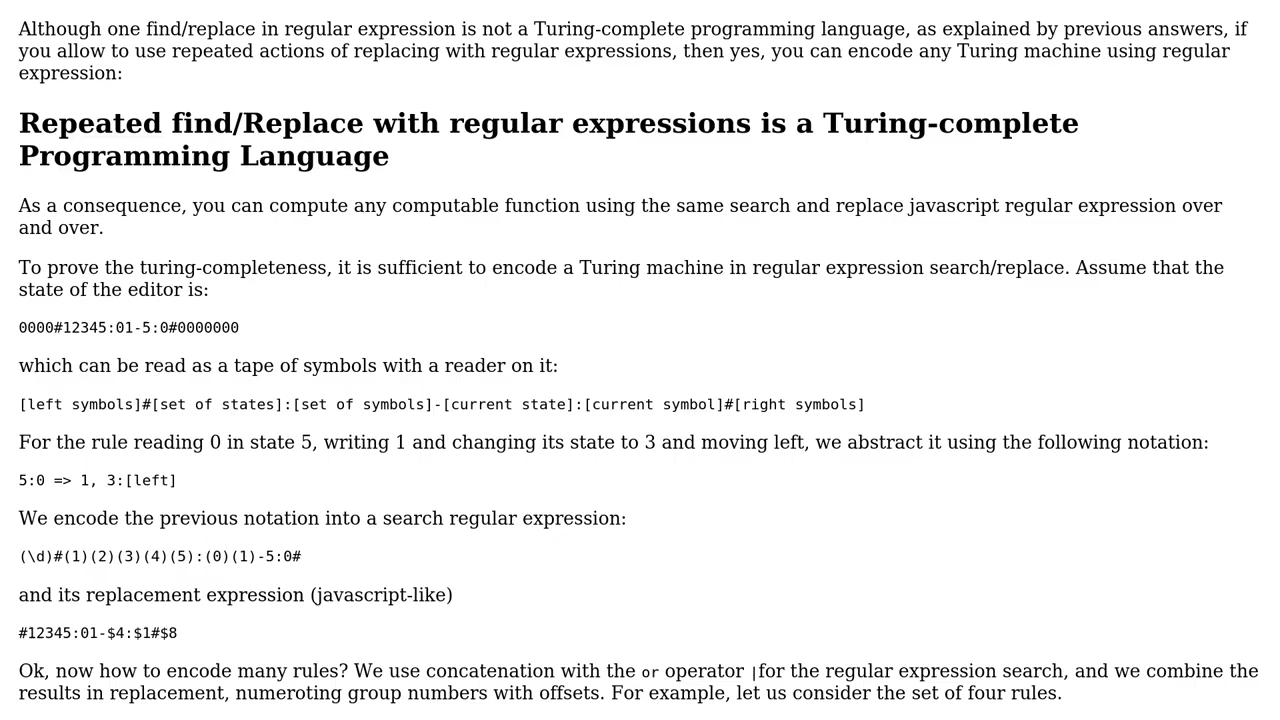 Although one find/replace in regular expression is not a Turing-complete programming language, as explained by previous answers, if
you allow to use repeated actions of replacing with regular expressions, then yes, you can encode any Turing machine using regular
expression:
Repeated find/Replace with regular expressions is a Turing-complete
Programming Language
As a consequence, you can compute any computable function using the same search and replace javascript regular expression over
and over.
To prove the turing-completeness, it is sufficient to encode a Turing machine in regular expression search/replace. Assume that the
state of the editor is:
0000#12345:01-5:0#0000000
which can be read as a tape of symbols with a reader on it:
[left symbols]#[set of states]:[set of symbols]-[current state]:[current symbol]#[right symbols]
For the rule reading 0 in state 5, writing 1 and changing its state to 3 and moving left, we abstract it using the following notation:
5:0 => 1, 3:[left]
We encode the previous notation into a search regular expression:
(\d)#(1)(2)(3)(4)(5):(0)(1)-5:0#
and its replacement expression (javascript-like)
#12345:01-$4:$1#$8
Ok, now how to encode many rules? We use concatenation with the or operator |for the regular expression search, and we combine the
results in replacement, numeroting group numbers with offsets. For example, let us consider the set of four rules.